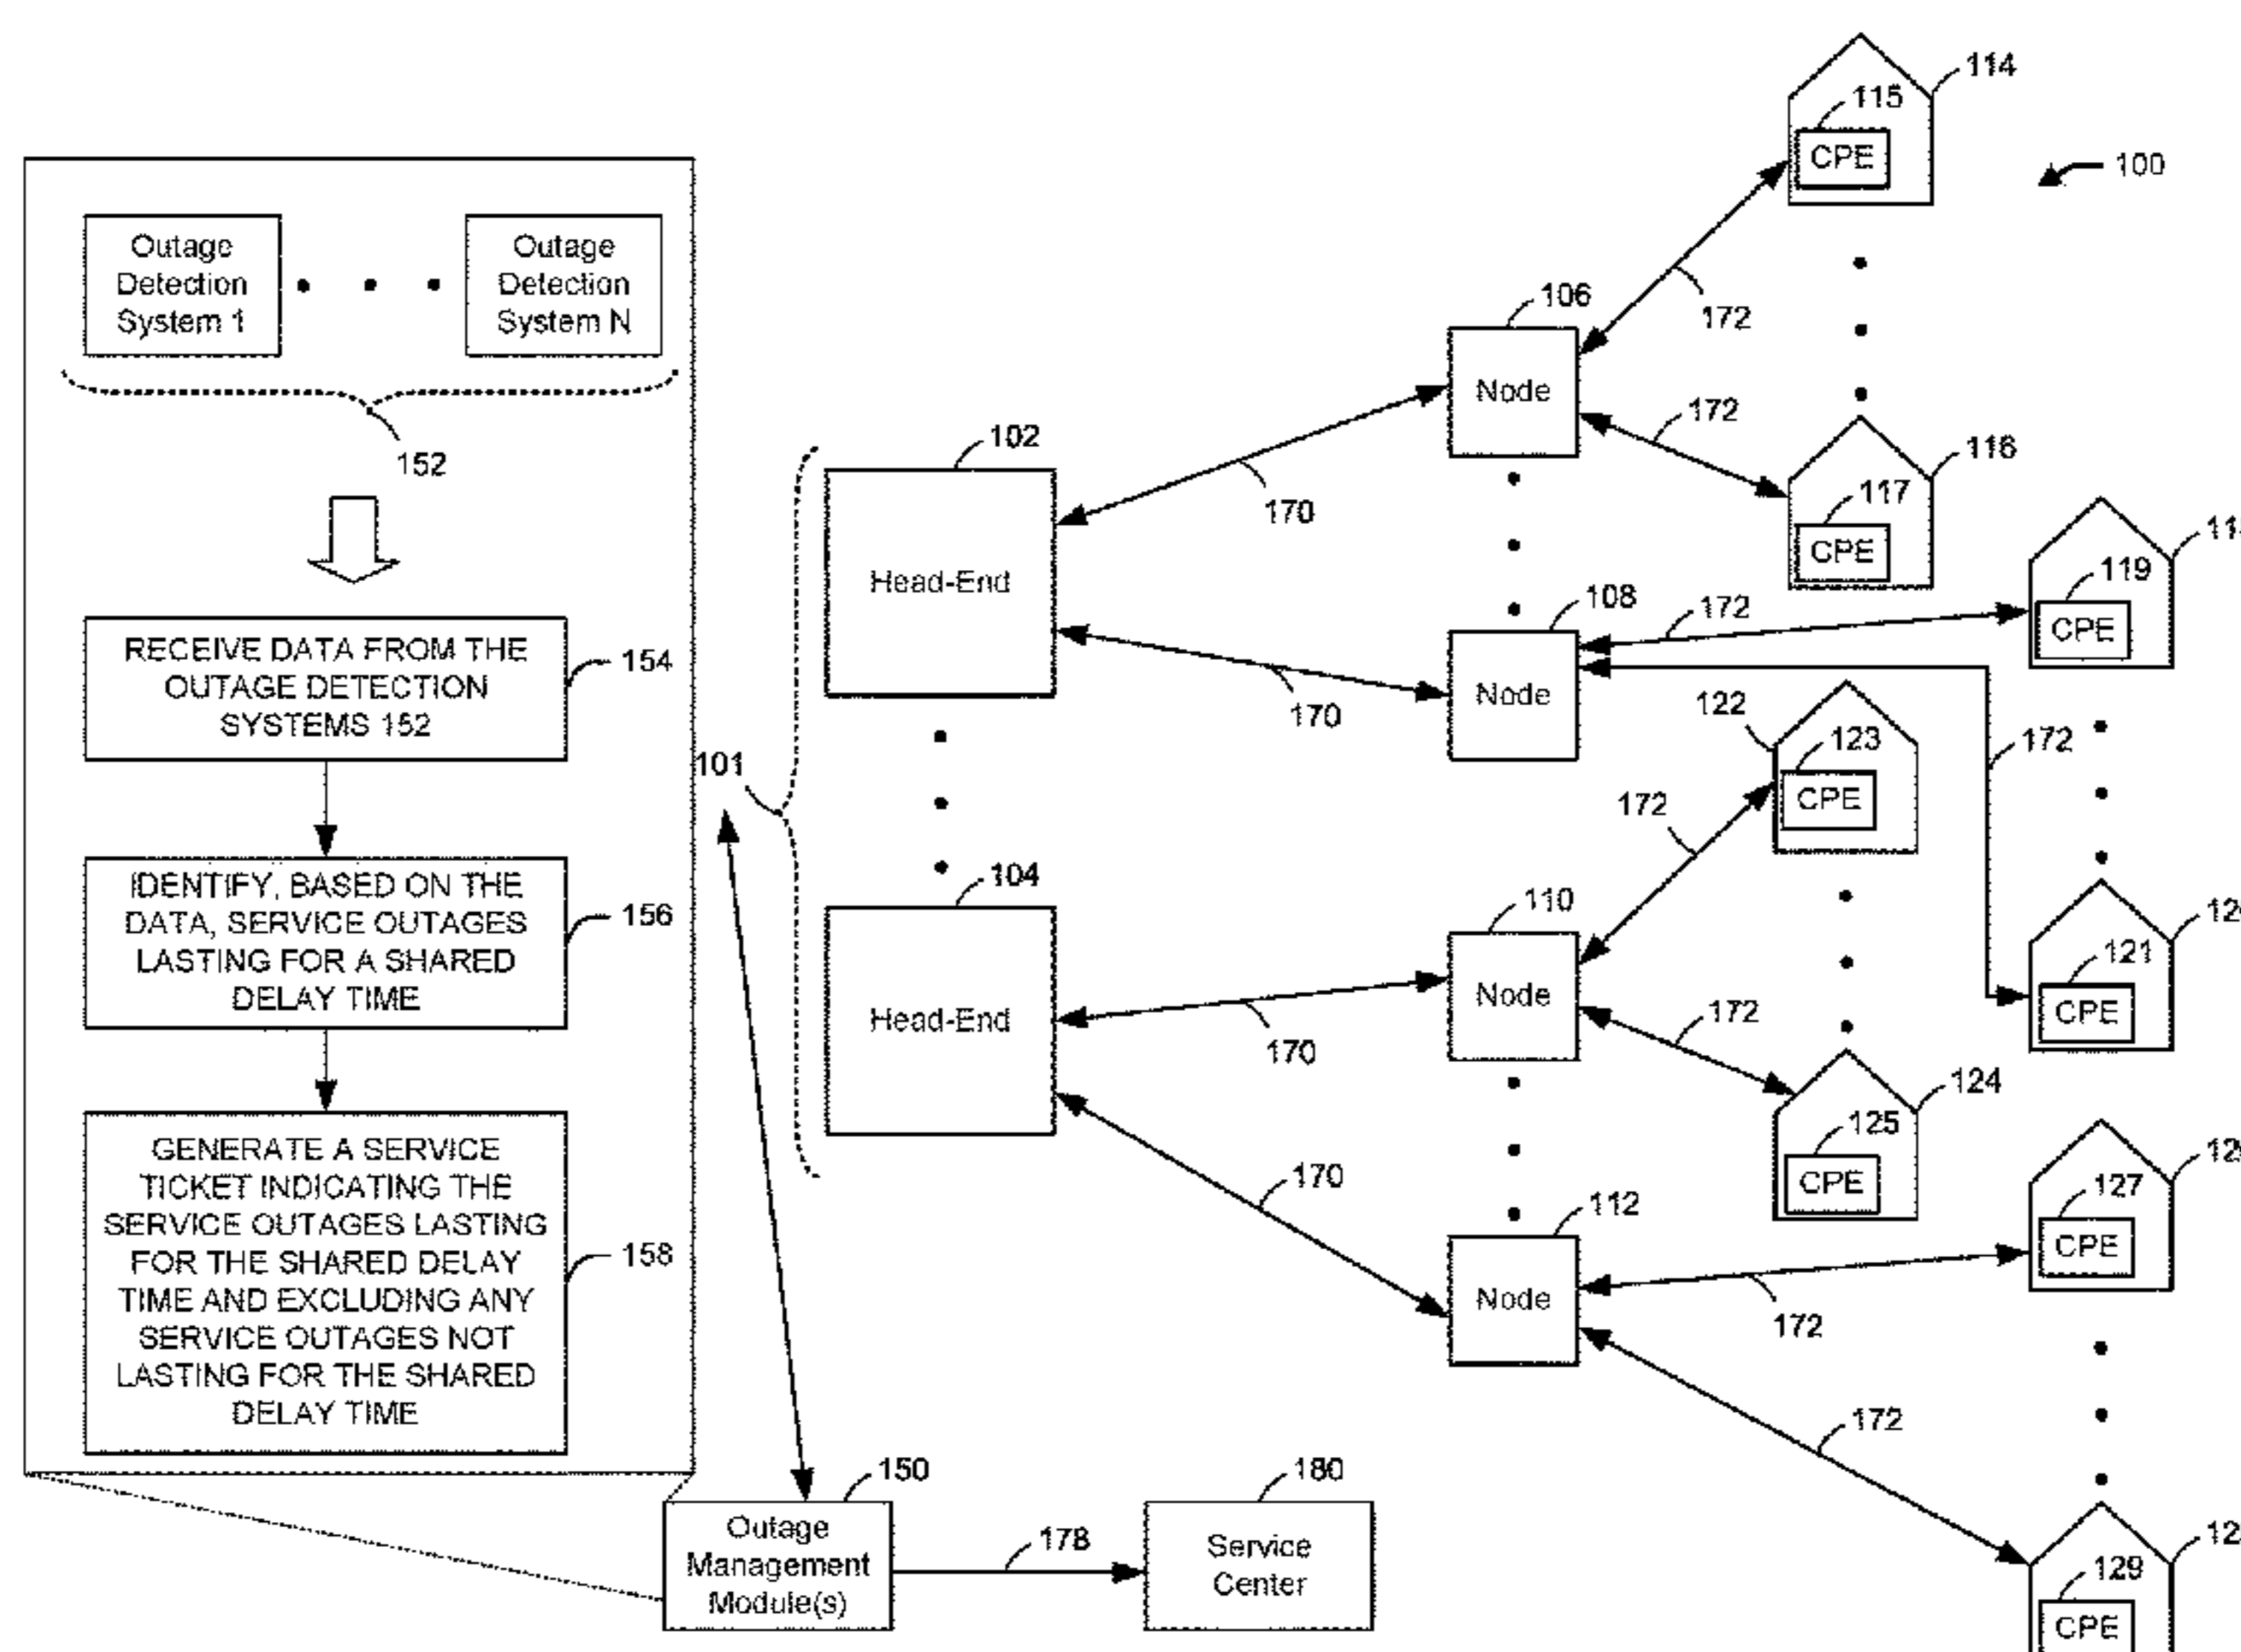 Outage
Detection
System 1
Outage
Detection
System N
152
RECEIVE DATA FROM THE
OUTAGE DETECTION
SYSTEMS 152
154
IDENTIFY, BASED ON THE
DATA, SERVICE OUTAGES
LASTING FOR A SHARED
DELAY TIME
156
GENERATE A SERVICE
TICKET INDICATING THE
SERVICE OUTAGES LASTING
FOR THE SHARED DELAY
TIME AND EXCLUDING ANY
SERVICE OUTAGES NOT
LASTING FOR THE SHARED
DELAY TIME
158
101
102
Head-End
104
Head-End
150
Outage
Management
Module(s)
178
180
Service
Center
170
170
170
170
106
Node
108
Node
110
Node
112
Node
172
172
172
172
172
172
172
172
114
115
CPE
100
116
117
CPE
119
CPE
122
123
CPE
121
CPE
124
125
CPE
127
CPE
129
CPE